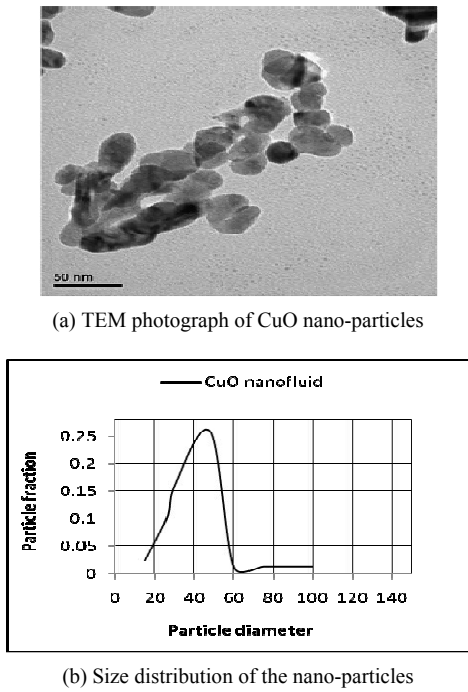 50 nm
(a) TEM photograph of CuO nano-particles
CuO nanofluid
Particle fraction
0.25
0.2
0.15
0.1
0.05
0
0 20 40 60 80 100 120 140
Particle diameter
(b) Size distribution of the nano-particles